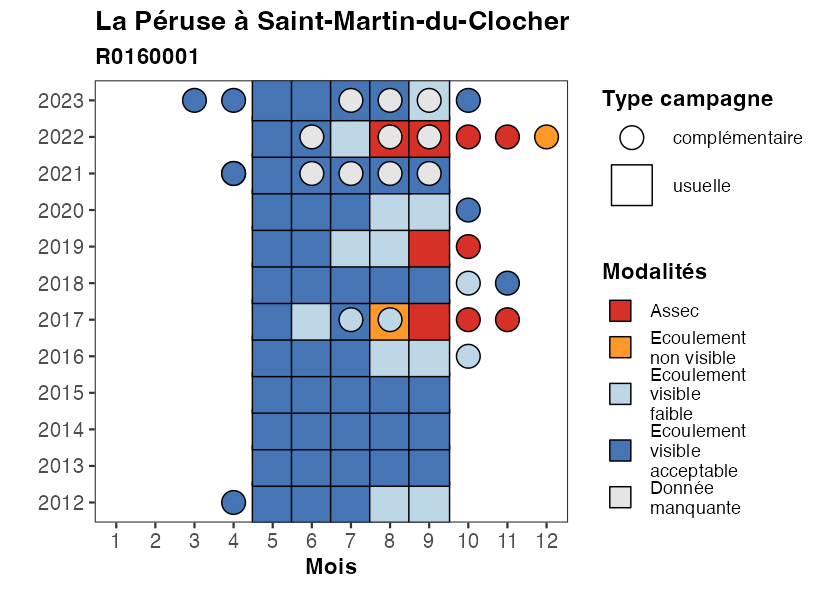 La Péruse à Saint-Martin-du-Clocher
R0160001
2023
2022
2021
2020
2019
2018
2017
2016
2015
2014
2013
2012
1 2 3 4 5 6 7 8 9 10 11 12
Mois
Type campagne
complémentaire
usuelle
Modalités
Assec
Ecoulement
non visible
Ecoulement
visible
faible
Ecoulement
visible
acceptable
Donnée
manquante